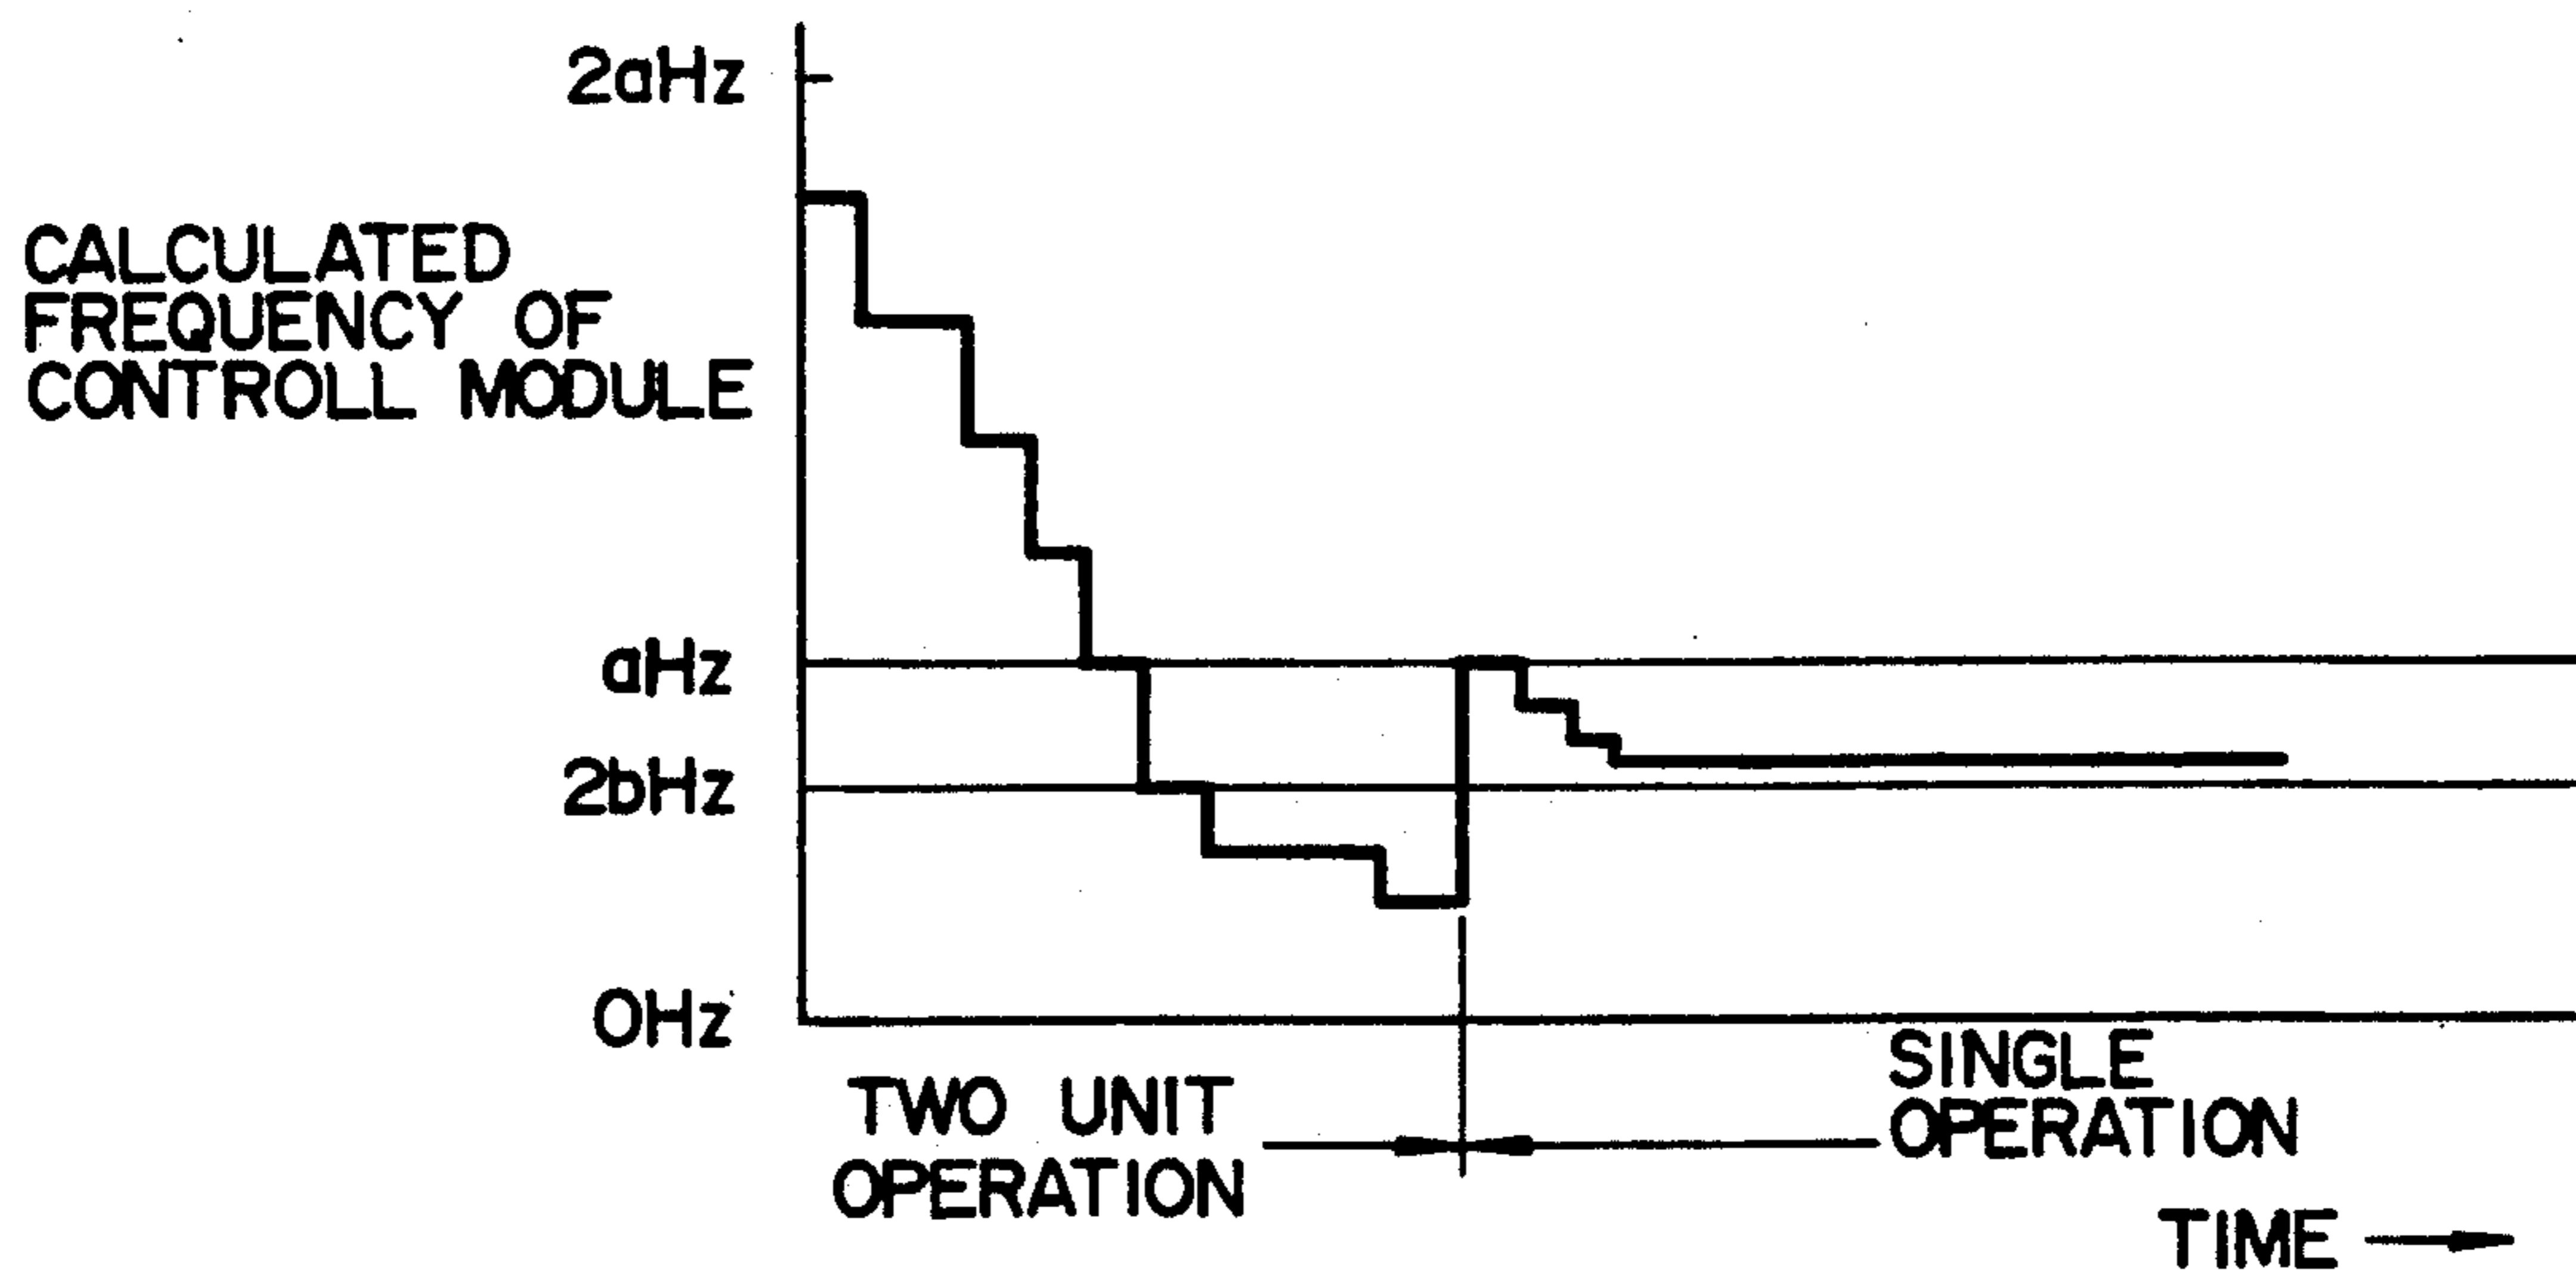 2aHz
CALCULATED
FREQUENCY OF
CONTROLL MODULE
aHz
2bHz
0Hz
TWO UNIT
OPERATION
SINGLE
OPERATION
TIME